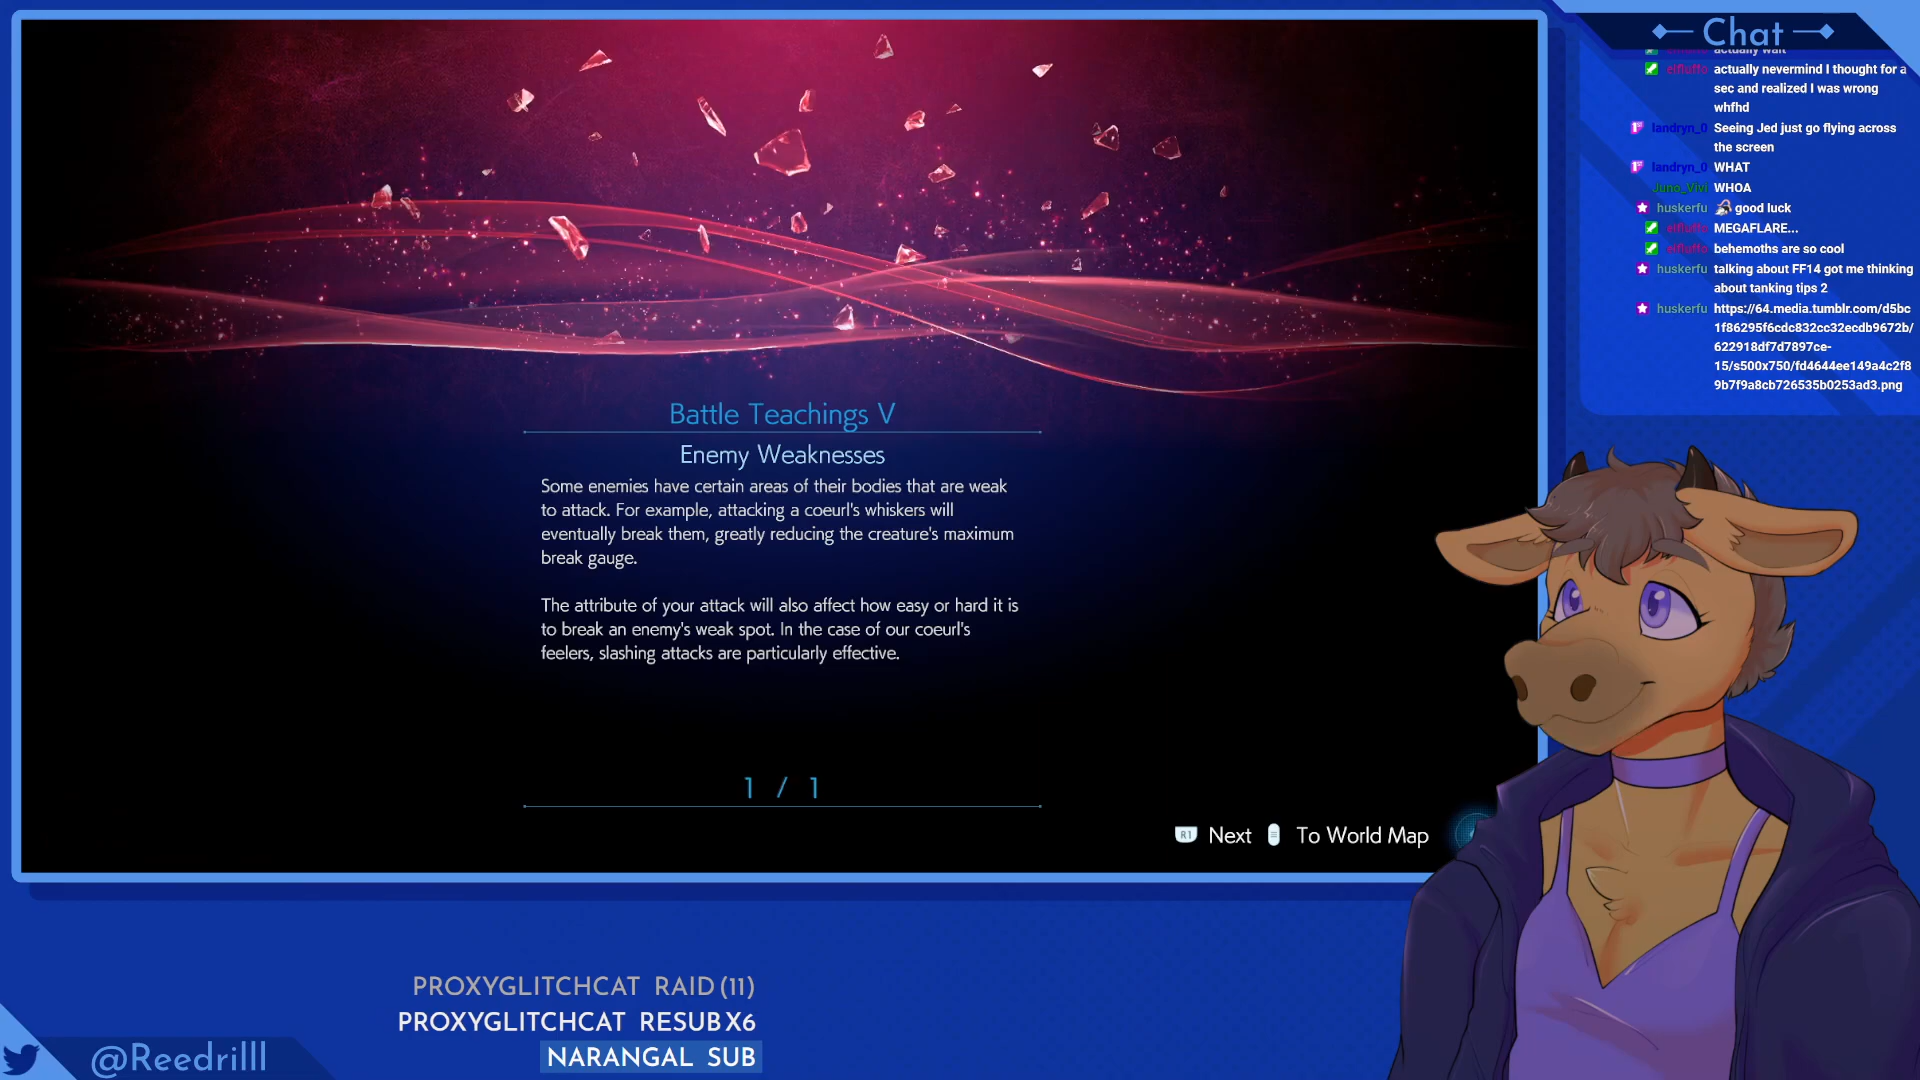 Battle Teachings V
Enemy Weaknesses
Some enemies have certain areas of their bodies that are weak
to attack. For example, attacking a coeurl's whiskers will
eventually break them, greatly reducing the creature's maximum
break gauge.
The attribute of your attack will also affect how easy or hard it is
to break an enemy's weak spot. In the case of our coeurl's
feelers, slashing attacks are particularly effective.
1 / 1
R1 Next To World Map
Chat
actually wait
elfluffo actually nevermind I thought for a
sec and realized I was wrong
whfhd
landryn_0 Seeing Jed just go flying across
the screen
landryn_0 WHAT
Juno_Vivi WHOA
huskerfu good luck
elfluffo MEGAFLARE...
elfluffo behemoths are so cool
huskerfu talking about FF14 got me thinking
about tanking tips 2
huskerfu https://64.media.tumblr.com/d5bc
1f86295f6cdc832cc32ecdb9672b/
622918df7d7897ce-
15/s500x750/fd4644ee149a4c2f8
9b7f9a8cb726535b0253ad3.png
PROXYGLITCHCAT RAID (11)
PROXYGLITCHCAT RESUB X6
NARANGAL SUB
@Reedrilll